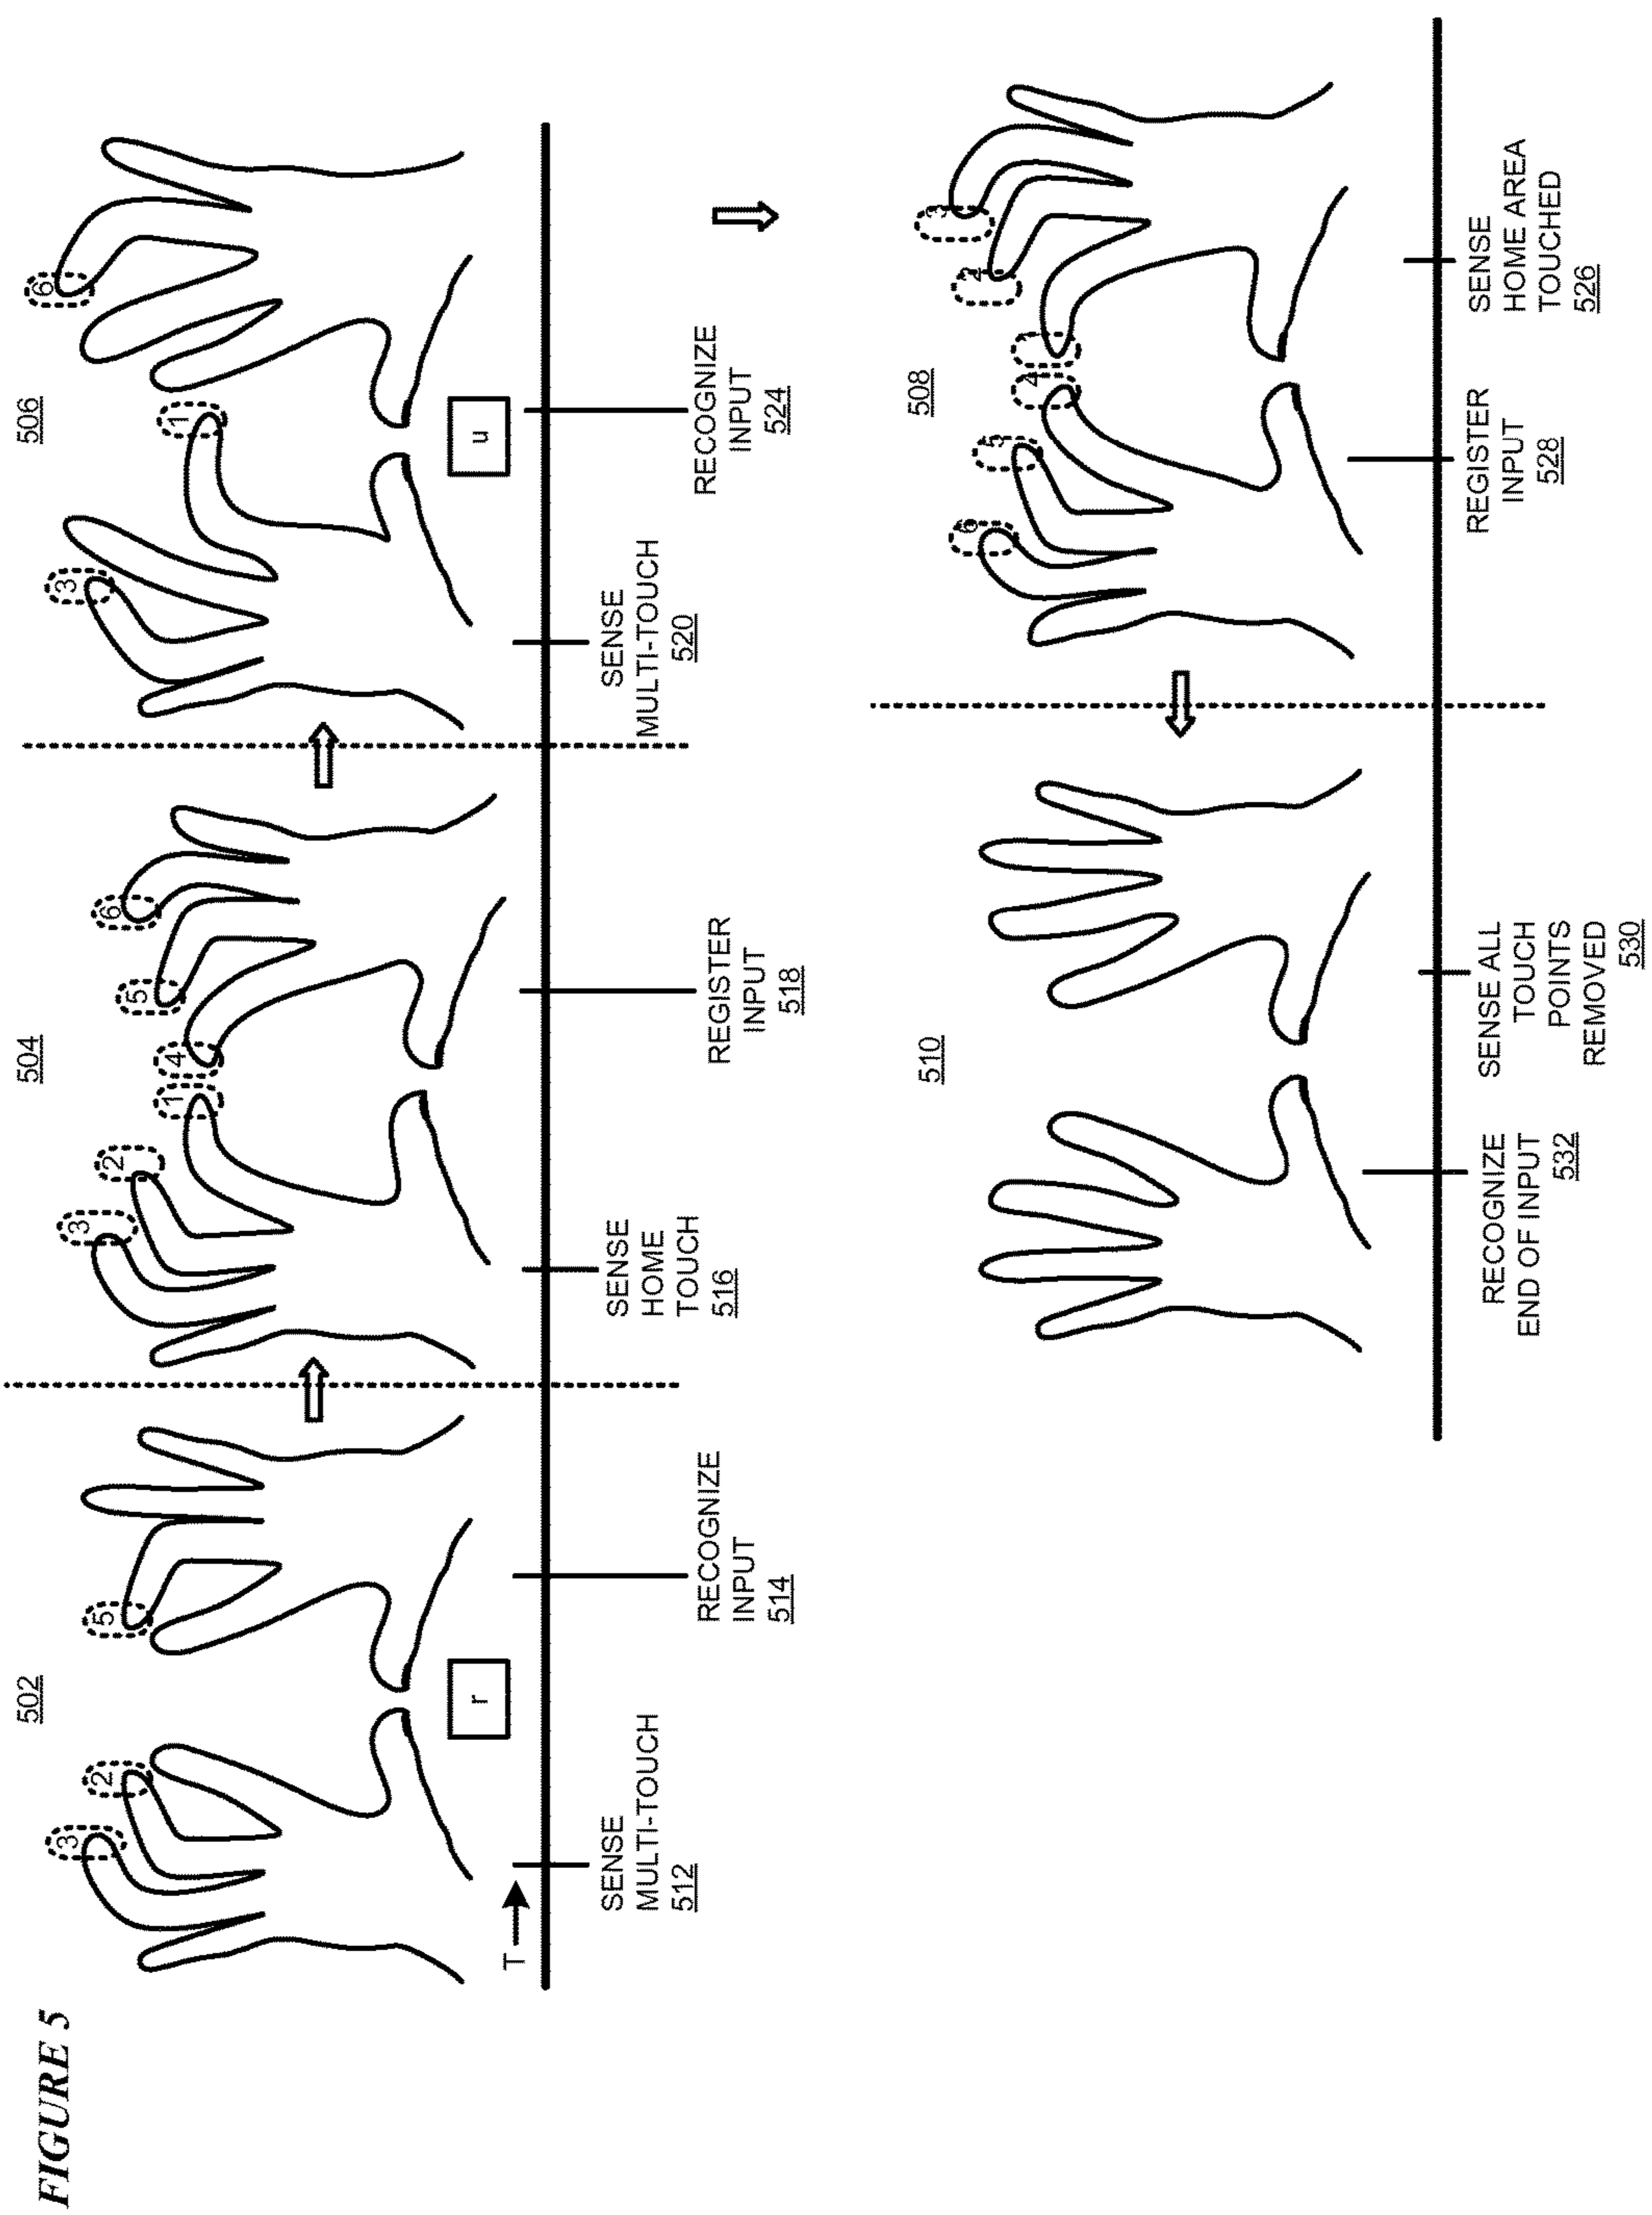 FIGURE 5
502
3
2
5
r
T
SENSE
MULTI-TOUCH
512
RECOGNIZE
INPUT
514
504
3
2
1
4
5
6
SENSE
HOME
TOUCH
516
REGISTER
INPUT
518
506
3
1
6
u
SENSE
MULTI-TOUCH
520
RECOGNIZE
INPUT
524
508
6
5
4
1
2
3
REGISTER
INPUT
528
SENSE
HOME AREA
TOUCHED
526
510
RECOGNIZE
END OF INPUT
532
SENSE ALL
TOUCH
POINTS
REMOVED
530